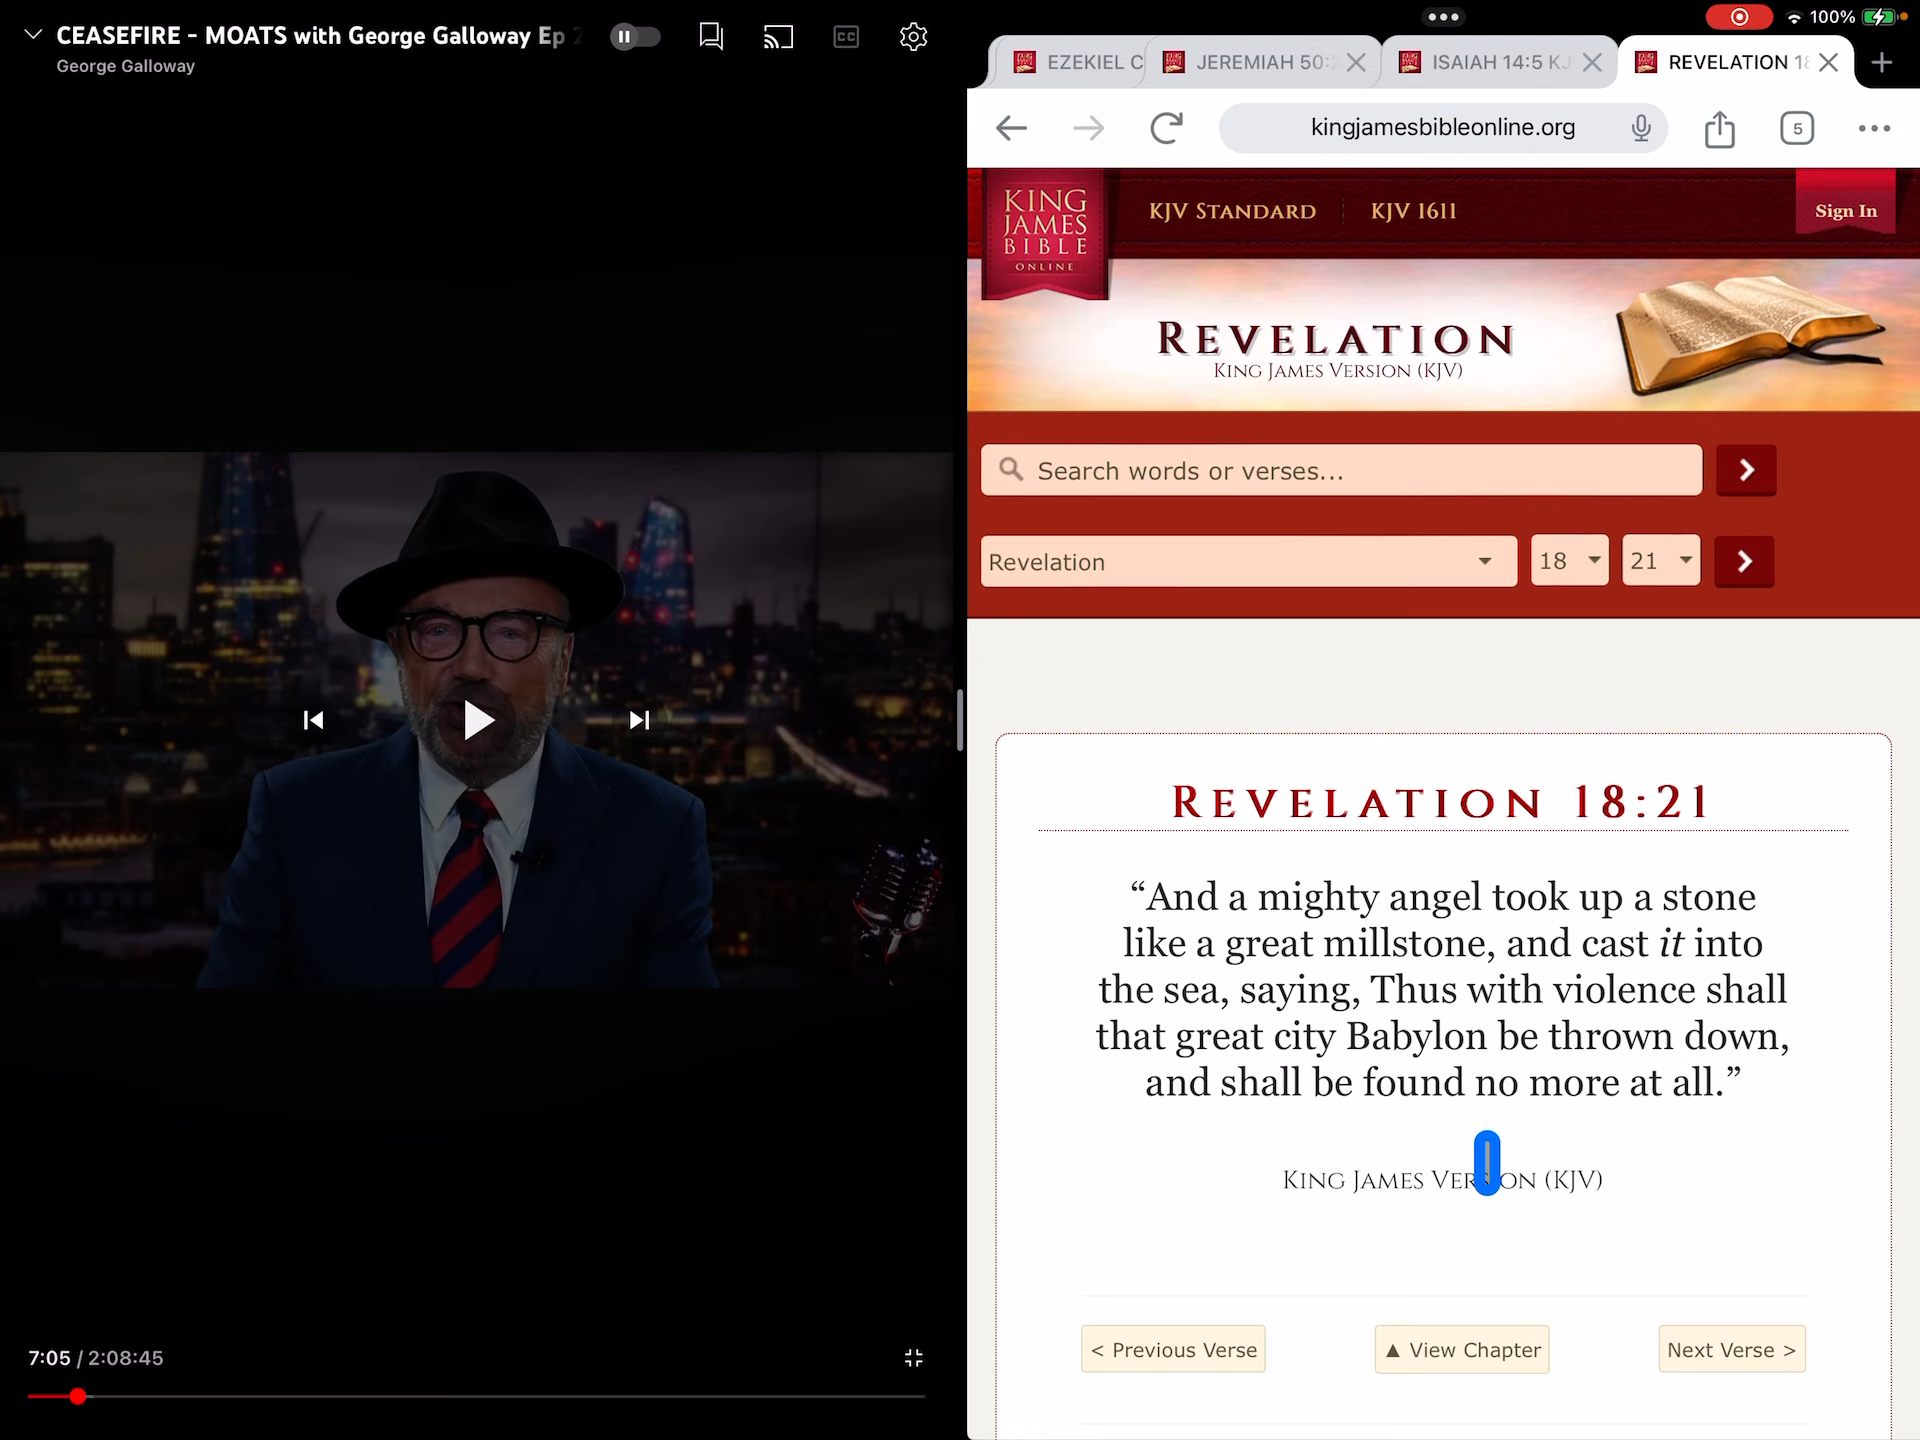 CEASEFIRE - MOATS with George Galloway Ep
George Galloway
CC
7:05 / 2:08:45
100%
EZEKIEL C
JEREMIAH 50:2
ISAIAH 14:5 KJ
REVELATION 18
kingjamesbibleonline.org
5
KING
JAMES
BIBLE
ONLINE
KJV STANDARD
KJV 1611
Sign In
REVELATION
KING JAMES VERSION (KJV)
Search words or verses...
Revelation
18
21
REVELATION 18:21
“And a mighty angel took up a stone
like a great millstone, and cast it into
the sea, saying, Thus with violence shall
that great city Babylon be thrown down,
and shall be found no more at all.”
KING JAMES VERSION (KJV)
< Previous Verse
▲ View Chapter
Next Verse >